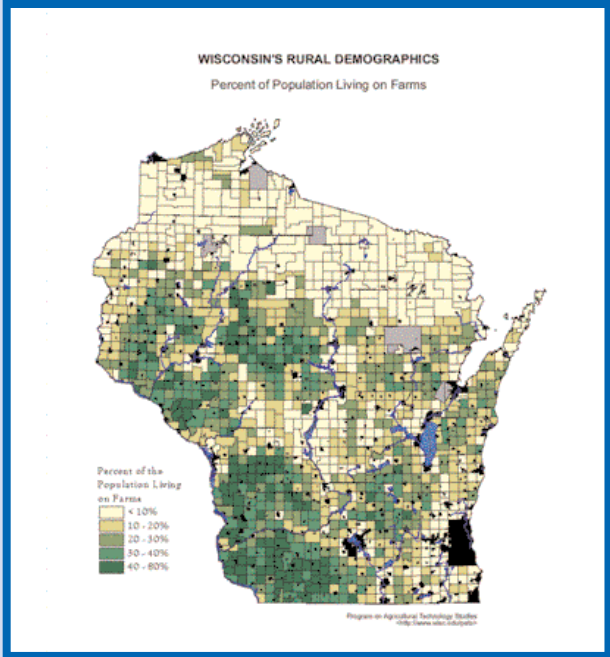 WISCONSIN'S RURAL DEMOGRAPHICS
Percent of Population Living on Farms
Percent of the
Population Living
on Farms
< 10%
10 - 20%
20 - 30%
30 - 40%
40 - 80%
Program on Agricultural Technology Studies